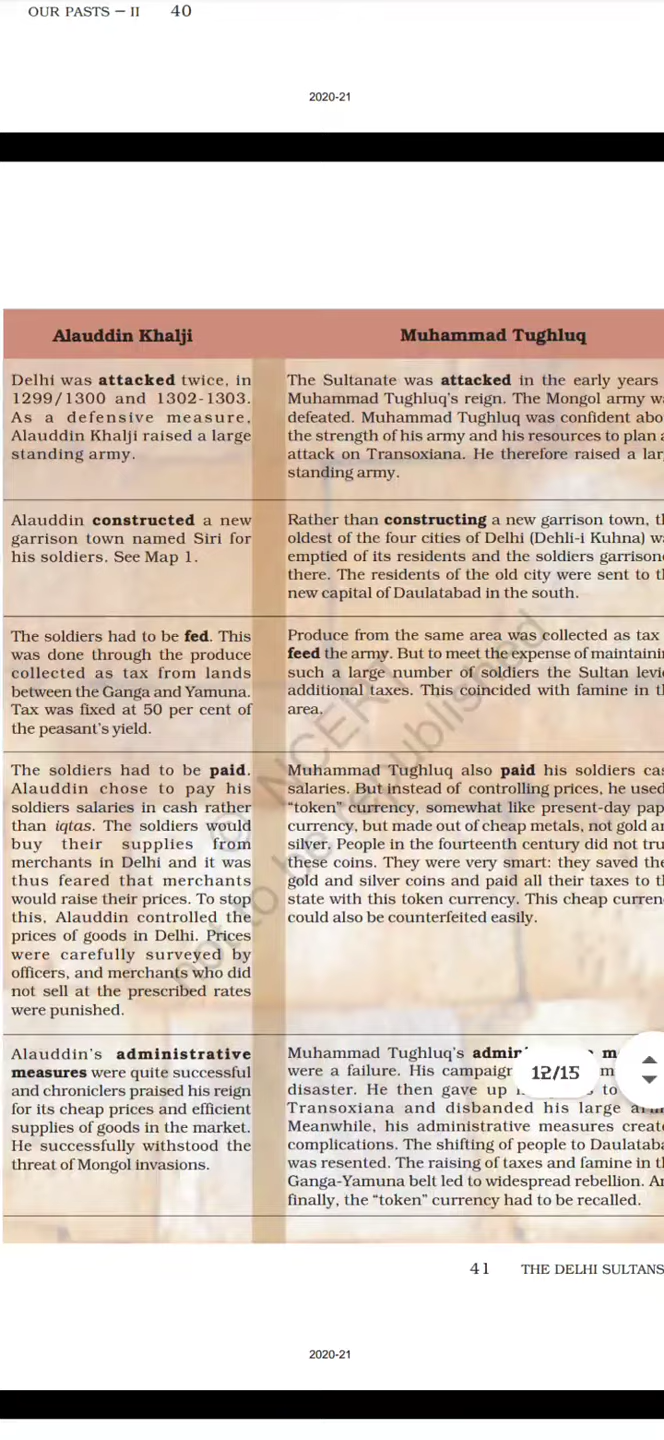 OUR PASTS – II 40
2020-21
Alauddin Khalji
Muhammad Tughluq
Delhi was attacked twice, in
1299/1300 and 1302-1303.
As a defensive measure,
Alauddin Khalji raised a large
standing army.
The Sultanate was attacked in the early years
Muhammad Tughluq's reign. The Mongol army
defeated. Muhammad Tughluq was confident
the strength of his army and his resources to plan
attack on Transoxiana. He therefore raised a
standing army.
Alauddin constructed a new
garrison town named Siri for
his soldiers. See Map 1.
Rather than constructing a new garrison town,
oldest of the four cities of Delhi (Dehli-i Kuhna)
emptied of its residents and the soldiers
there. The residents of the old city were sent to
new capital of Daulatabad in the south.
The soldiers had to be fed. This
was done through the produce
collected as tax from lands
between the Ganga and Yamuna.
Tax was fixed at 50 per cent of
the peasant's yield.
Produce from the same area was collected as tax
feed the army. But to meet the expense of
such a large number of soldiers the Sultan
additional taxes. This coincided with famine in
area.
The soldiers had to be paid.
Alauddin chose to pay his
soldiers salaries in cash rather
than iqtas. The soldiers would
buy their supplies from
merchants in Delhi and it was
thus feared that merchants
would raise their prices. To stop
this, Alauddin controlled the
prices of goods in Delhi. Prices
were carefully surveyed by
officers, and merchants who did
not sell at the prescribed rates
were punished.
Muhammad Tughluq also paid his soldiers
salaries. But instead of controlling prices, he used
"token" currency, somewhat like present-day
currency, but made out of cheap metals, not gold
silver. People in the fourteenth century did not
these coins. They were very smart: they saved
gold and silver coins and paid all their taxes to
state with this token currency. This cheap
could also be counterfeited easily.
Alauddin's administrative
measures were quite successful
and chroniclers praised his reign
for its cheap prices and efficient
supplies of goods in the market.
He successfully withstood the
threat of Mongol invasions.
Muhammad Tughluq's
were a failure. His
disaster. He then gave up to
Transoxiana and disbanded his large
Meanwhile, his administrative measures
complications. The shifting of people to
was resented. The raising of taxes and famine in
Ganga-Yamuna belt led to widespread rebellion.
finally, the "token" currency had to be recalled.
12/15
© NCERT
not to be republished
41 THE DELHI SULTANS
2020-21